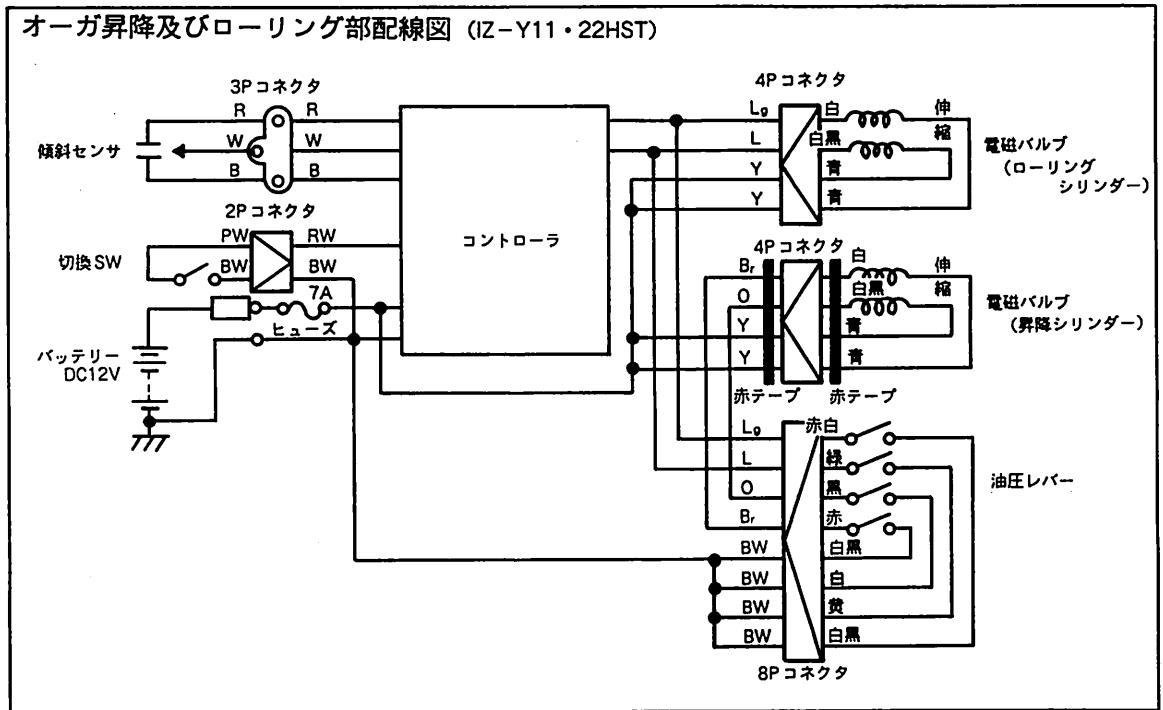 オーガ昇降及びローリング部配線図 (IZ-Y11・22HST)
3Pコネクタ
R R
W W
B B
傾斜センサ
2Pコネクタ
PW RW
BW BW
切換SW
7A
ヒューズ
バッテリー
DC12V
コントローラ
4Pコネクタ
Lg 白 伸
L 白黒 縮
Y 青
Y 青
電磁バルブ
(ローリング
シリンダー)
4Pコネクタ
Br 白 伸
O 白黒 縮
Y 青
Y 青
赤テープ 赤テープ
電磁バルブ
(昇降シリンダー)
Lg 赤白
L 緑
O 黒
Br 赤
BW 白黒
BW 白
BW 黄
BW 白黒
油圧レバー
8Pコネクタ